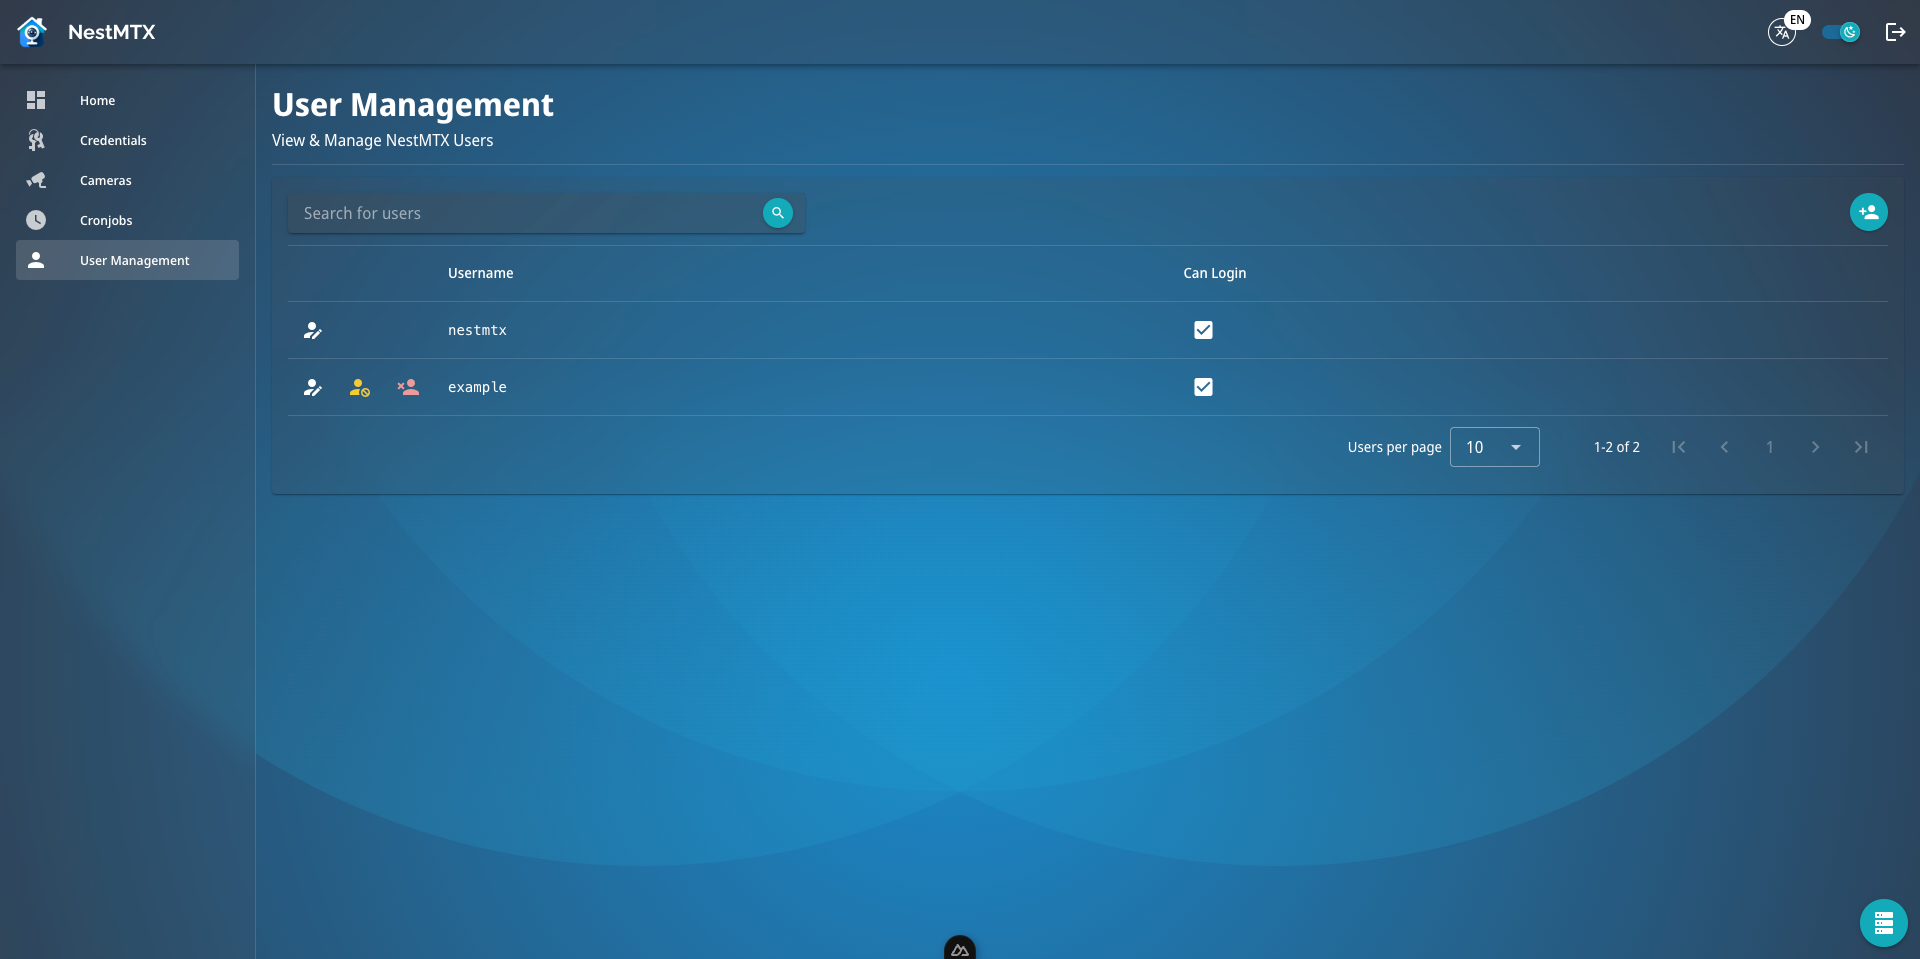 NestMTX
EN
Home
Credentials
Cameras
Cronjobs
User Management
User Management
View & Manage NestMTX Users
Search for users
Username Can Login
nestmtx
example
Users per page 10 1-2 of 2 1